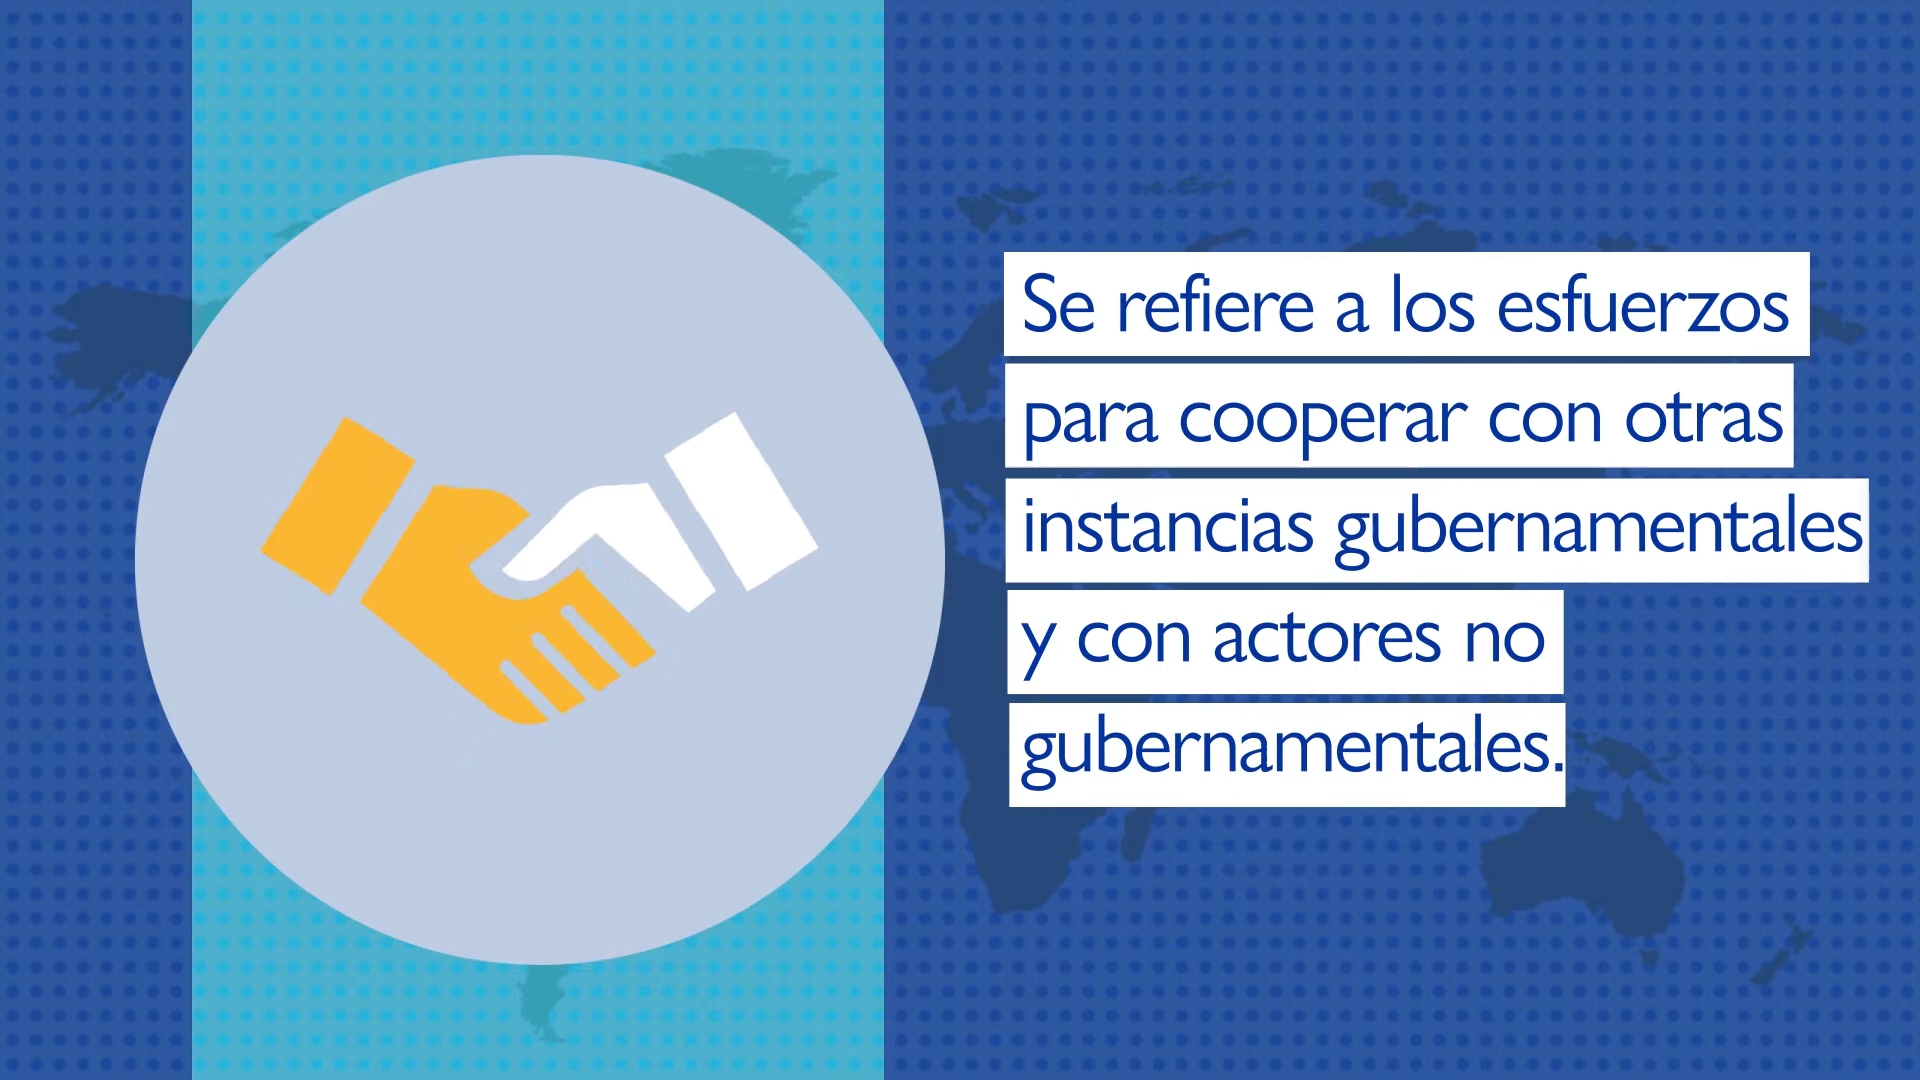 Se refiere a los esfuerzos
para cooperar con otras
instancias gubernamentales
y con actores no
gubernamentales.